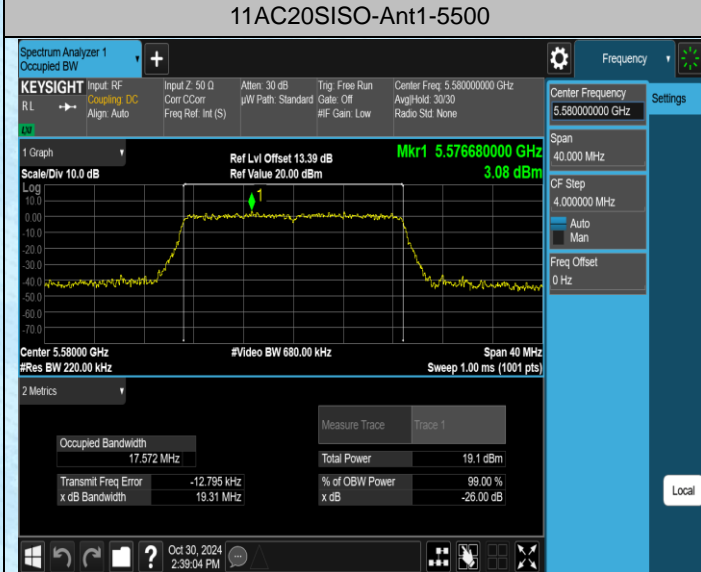 11AC20SISO-Ant1-5500
Spectrum Analyzer 1
Occupied BW
+
Frequency
KEYSIGHT
RL
LXI
Input: RF
Coupling: DC
Align: Auto
Input Z: 50 Ω
Corr CCorr
Freq Ref: Int (S)
Atten: 30 dB
µW Path: Standard
Trig: Free Run
Gate: Off
#IF Gain: Low
Center Freq: 5.580000000 GHz
Avg|Hold: 30/30
Radio Std: None
Center Frequency
5.580000000 GHz
Settings
Span
40.000 MHz
CF Step
4.000000 MHz
Auto
Man
Freq Offset
0 Hz
Local
1 Graph
Scale/Div 10.0 dB
Ref Lvl Offset 13.39 dB
Ref Value 20.00 dBm
Mkr1 5.576680000 GHz
3.08 dBm
Log
10.0
0.00
-10.0
-20.0
-30.0
-40.0
-50.0
-60.0
-70.0
1
Center 5.58000 GHz
#Video BW 680.00 kHz
Span 40 MHz
#Res BW 220.00 kHz
Sweep 1.00 ms (1001 pts)
2 Metrics
Measure Trace
Trace 1
Occupied Bandwidth
17.572 MHz
Total Power
19.1 dBm
Transmit Freq Error
-12.795 kHz
% of OBW Power
99.00 %
x dB Bandwidth
19.31 MHz
x dB
-26.00 dB
?
Oct 30, 2024
2:39:04 PM